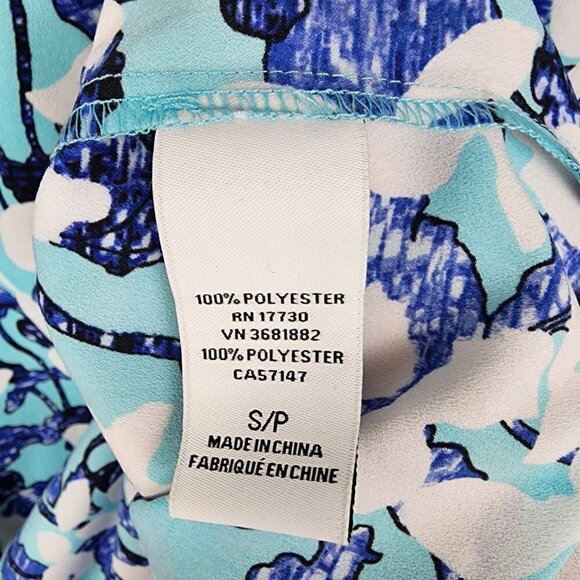 100% POLYESTER
RN 17730
VN 3681882
100% POLYESTER
CA57147
S/P
MADE IN CHINA
FABRIQUÉ EN CHINE